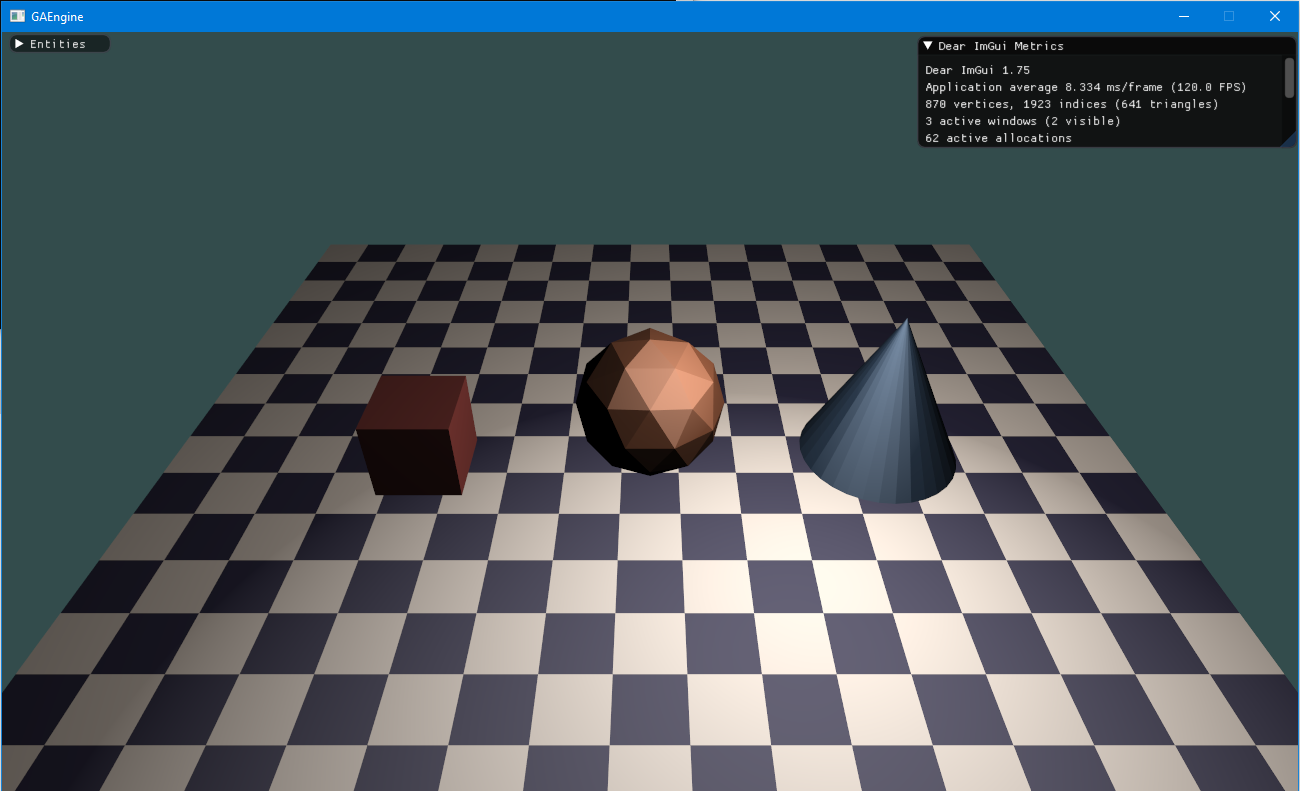 GAEngine
Entities
Dear ImGui Metrics
Dear ImGui 1.75
Application average 8.334 ms/frame (120.0 FPS)
870 vertices, 1923 indices (641 triangles)
3 active windows (2 visible)
62 active allocations